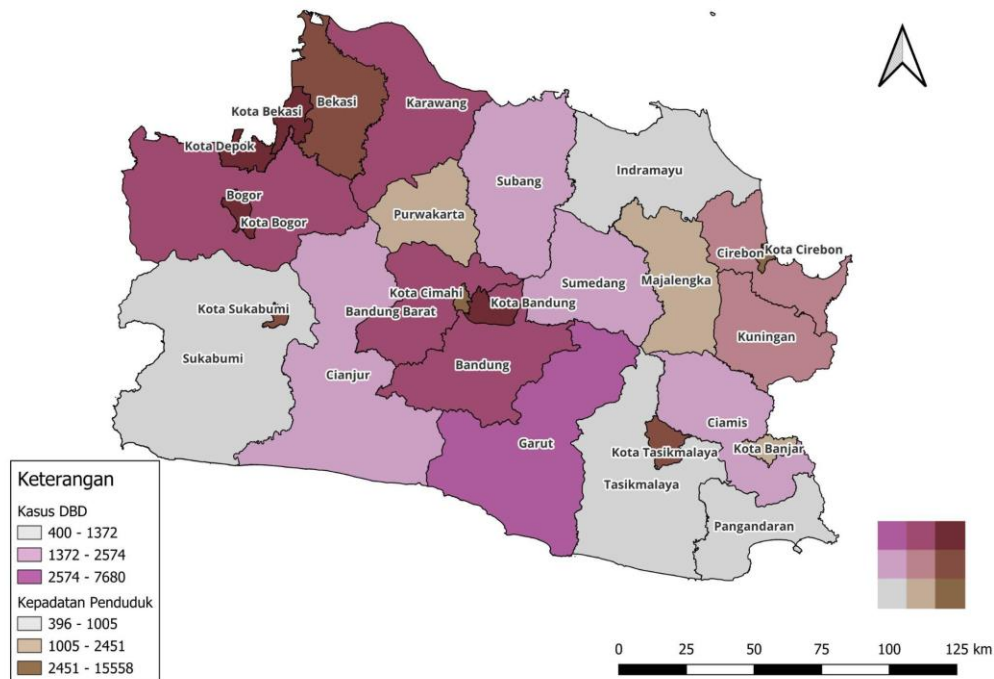 Kota Bekasi
Bekasi
Karawang
Kota Depok
Subang
Indramayu
Bogor
Kota Bogor
Purwakarta
Cirebon
Kota Cirebon
Kota Sukabumi
Kota Cimahi
Kota Bandung
Sumedang
Majalengka
Bandung Barat
Kuningan
Sukabumi
Cianjur
Bandung
Ciamis
Garut
Kota Tasikmalaya
Kota Banjar
Tasikmalaya
Pangandaran
Keterangan
Kasus DBD
400 - 1372
1372 - 2574
2574 - 7680
Kepadatan Penduduk
396 - 1005
1005 - 2451
2451 - 15558
0 25 50 75 100 125 km